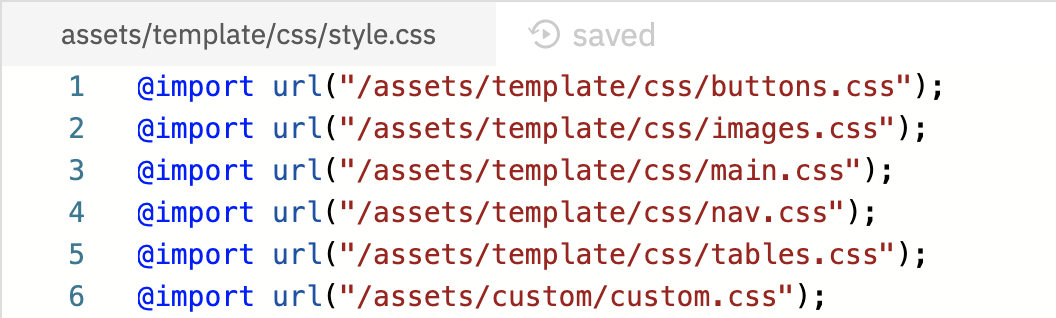 assets/template/css/style.css saved
1 @import url("/assets/template/css/buttons.css");
2 @import url("/assets/template/css/images.css");
3 @import url("/assets/template/css/main.css");
4 @import url("/assets/template/css/nav.css");
5 @import url("/assets/template/css/tables.css");
6 @import url("/assets/custom/custom.css");